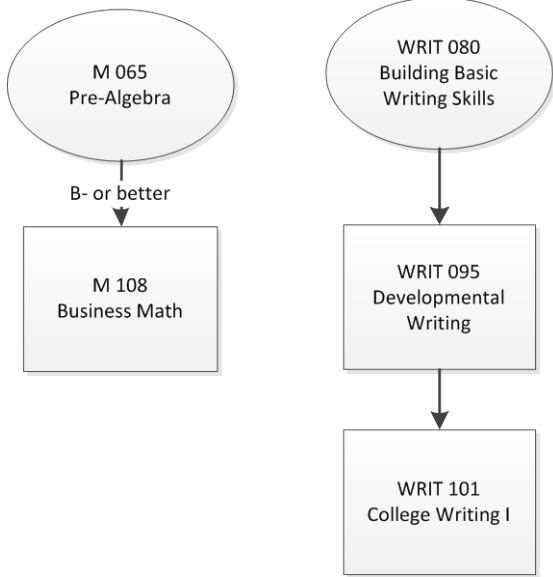 M 065
Pre-Algebra
B- or better
M 108
Business Math
WRIT 080
Building Basic
Writing Skills
WRIT 095
Developmental
Writing
WRIT 101
College Writing I